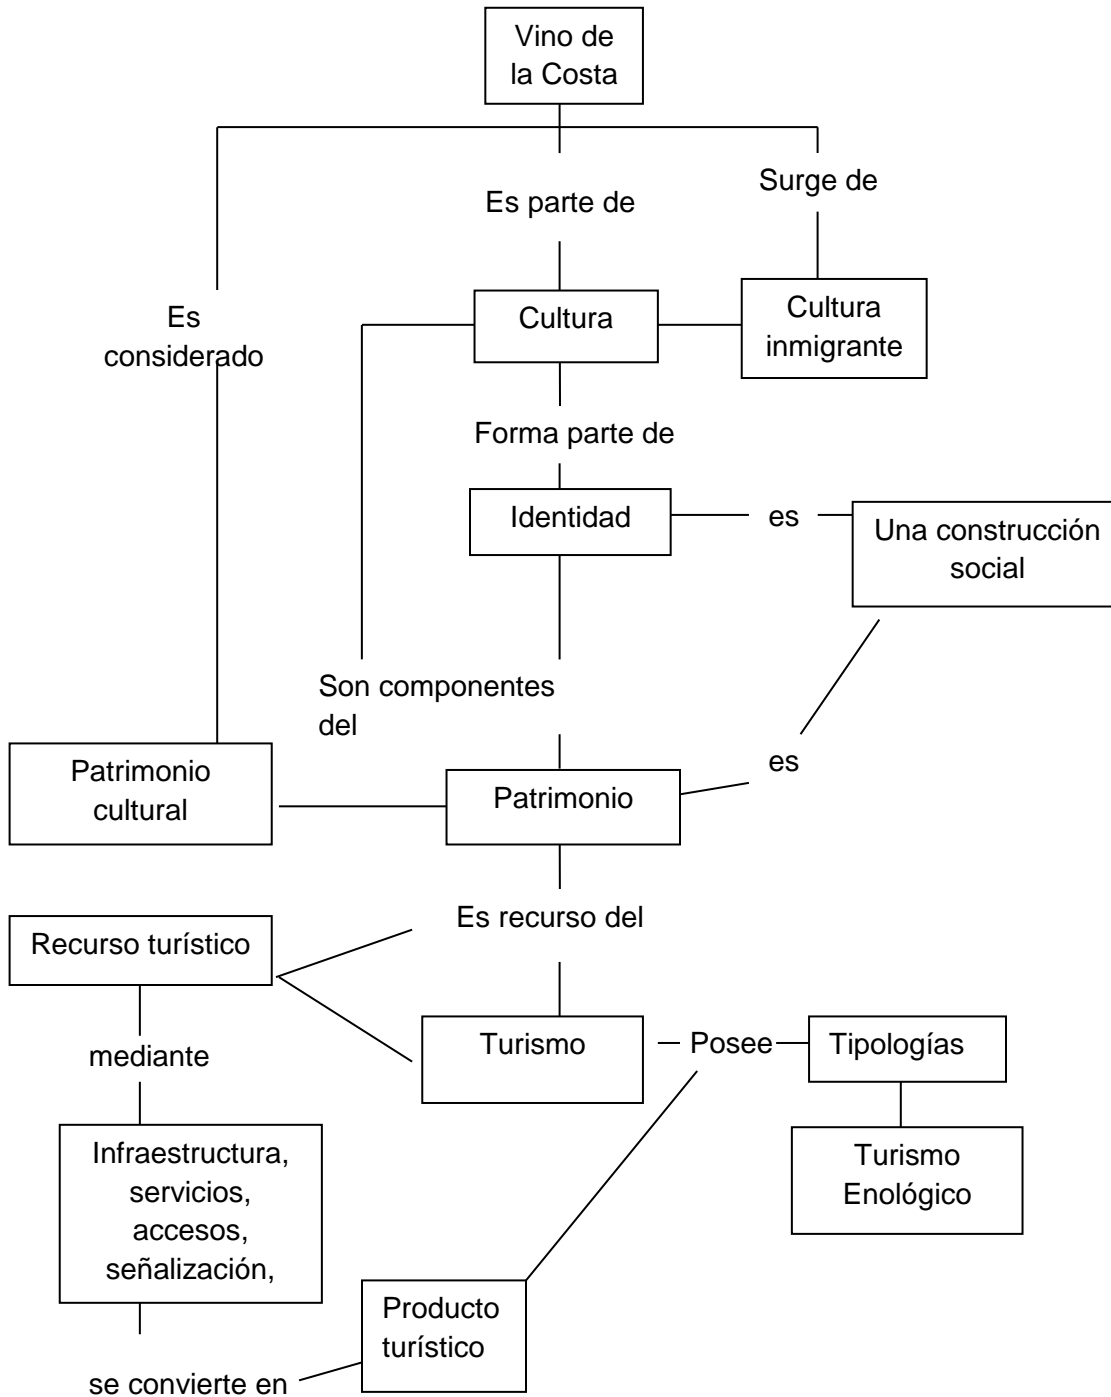 Vino de
la Costa
Es parte de
Surge de
Es
considerado
Cultura
Cultura
inmigrante
Forma parte de
Identidad
es
Una construcción
social
Son componentes
del
es
Patrimonio
cultural
Patrimonio
Es recurso del
Recurso turístico
Turismo
Posee
Tipologías
mediante
Turismo
Enológico
Infraestructura,
servicios,
accesos,
señalización,
Producto
turístico
se convierte en